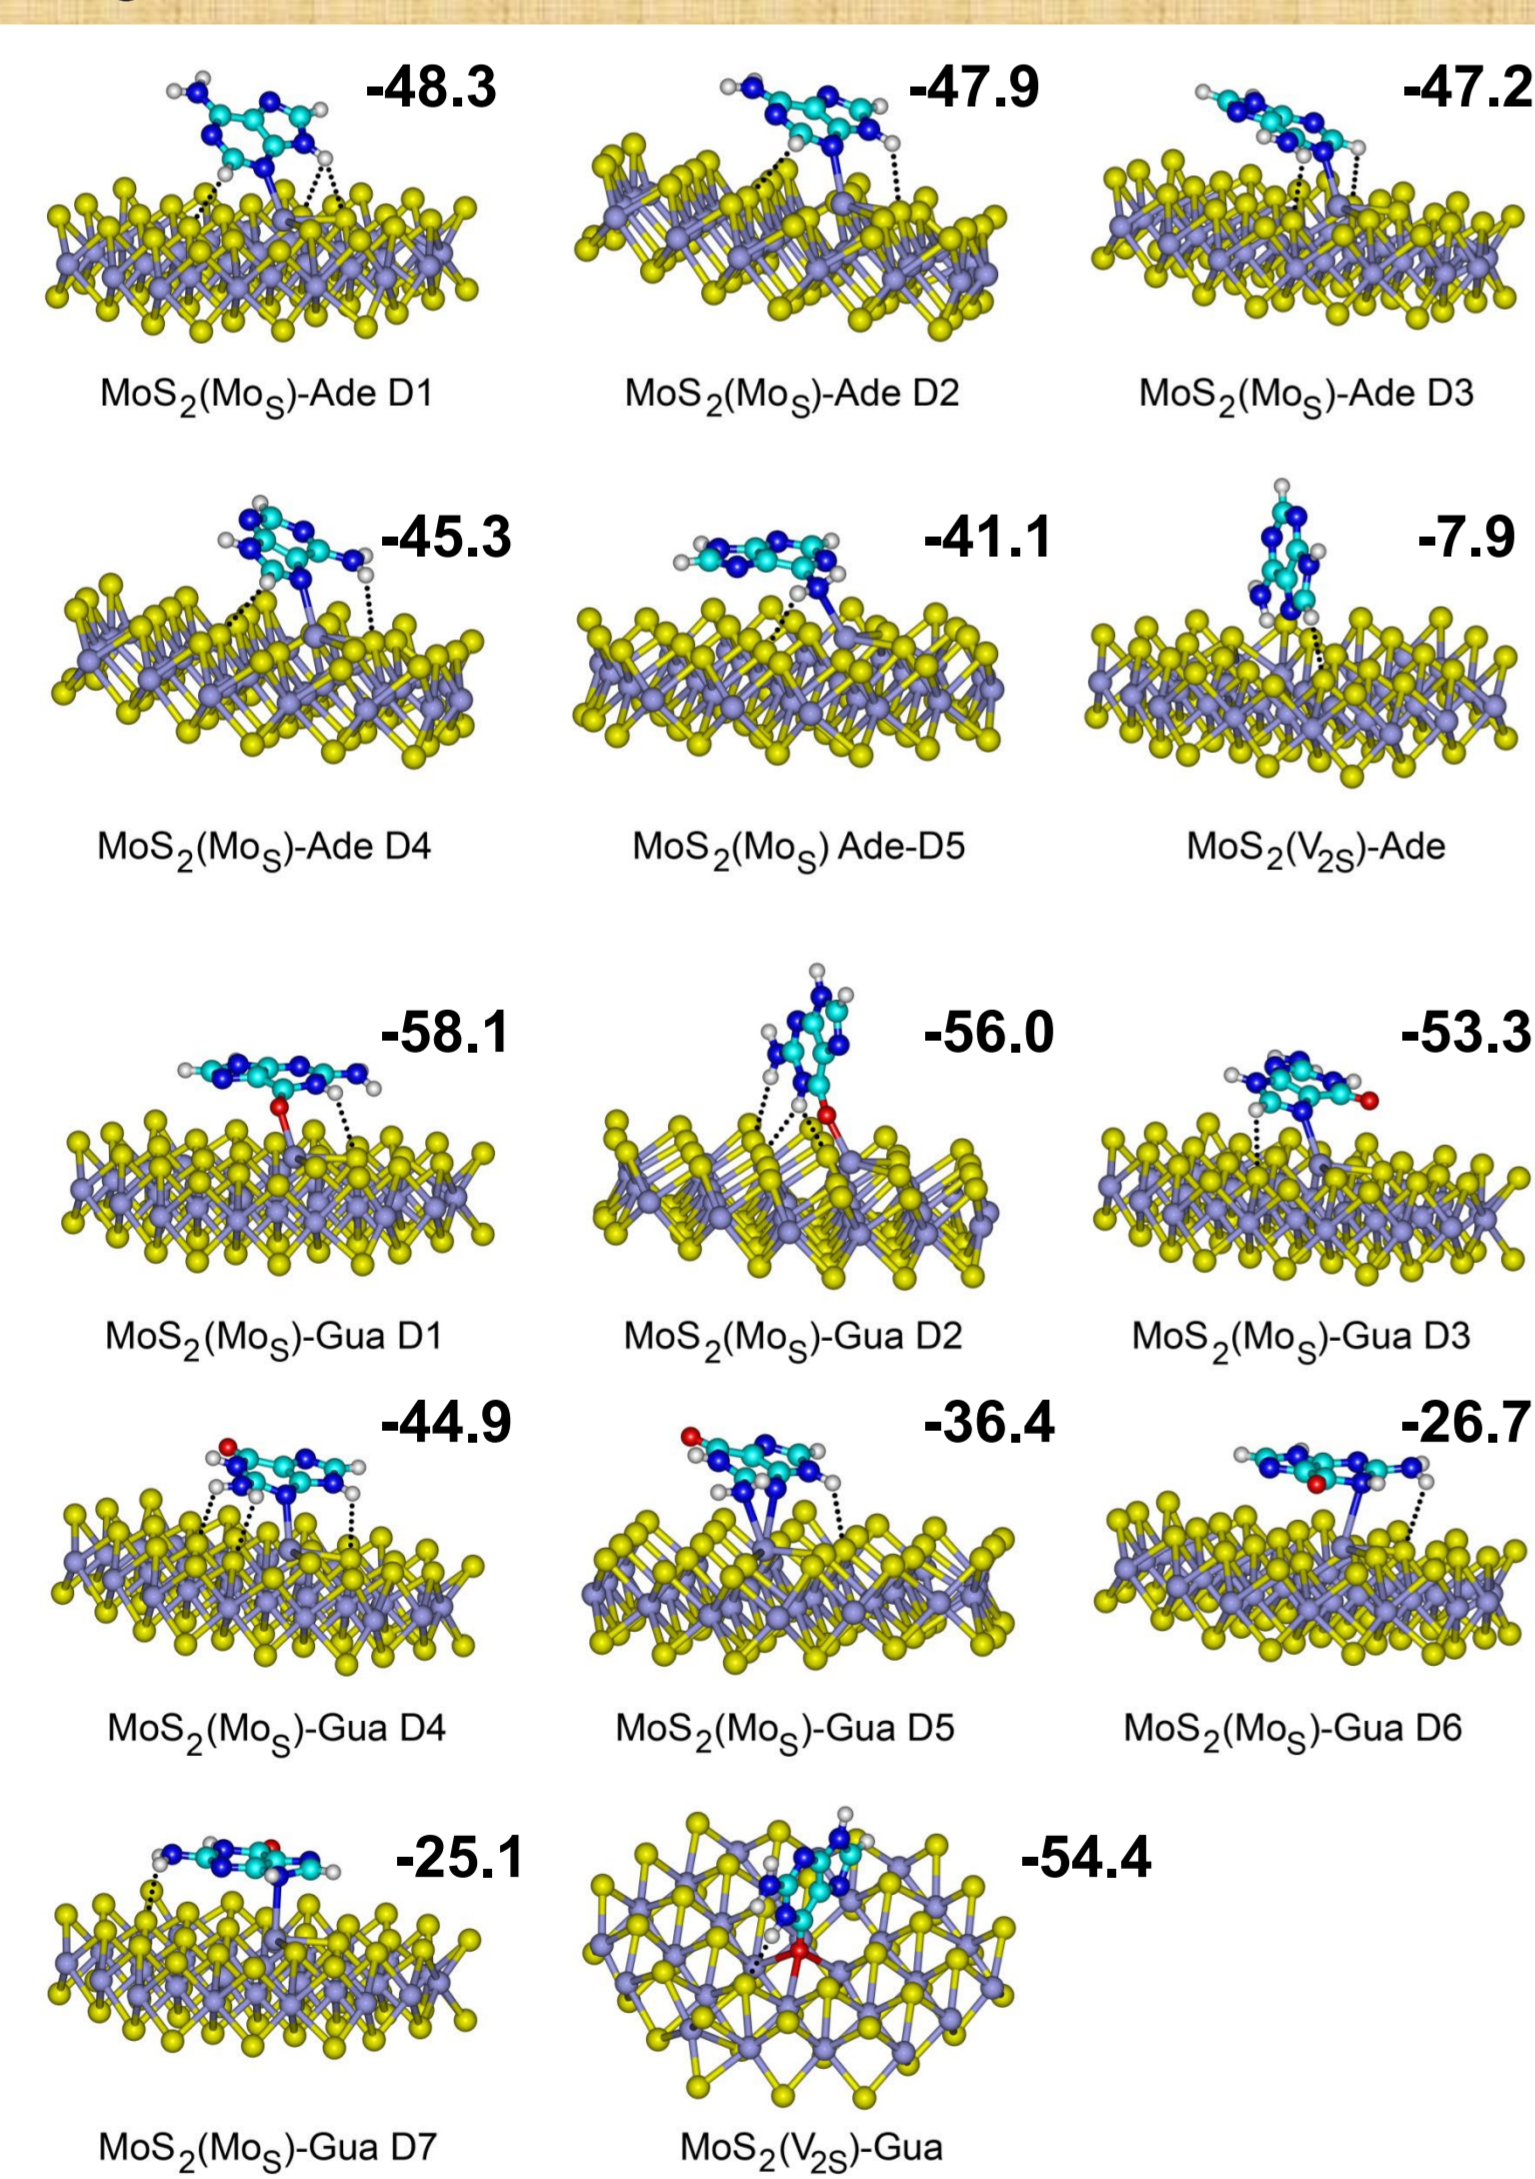 -48.3 -47.9 -47.2
MoS2(MoS)-Ade D1 MoS2(MoS)-Ade D2 MoS2(MoS)-Ade D3
-45.3 -41.1 -7.9
MoS2(MoS)-Ade D4 MoS2(MoS) Ade-D5 MoS2(V2S)-Ade
-58.1 -56.0 -53.3
MoS2(MoS)-Gua D1 MoS2(MoS)-Gua D2 MoS2(MoS)-Gua D3
-44.9 -36.4 -26.7
MoS2(MoS)-Gua D4 MoS2(MoS)-Gua D5 MoS2(MoS)-Gua D6
-25.1 -54.4
MoS2(MoS)-Gua D7 MoS2(V2S)-Gua